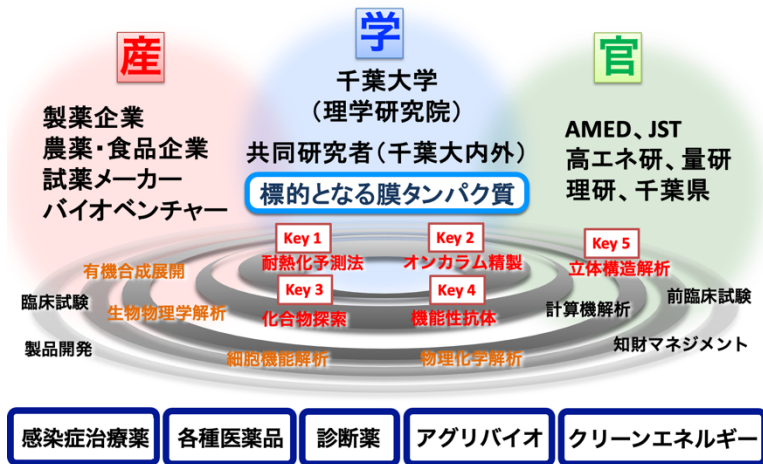 産
学
官
製薬企業
農薬・食品企業
試薬メーカー
バイオベンチャー
千葉大学
（理学研究院）
共同研究者（千葉大内外）
標的となる膜タンパク質
AMED、JST
高エネ研、量研
理研、千葉県
Key 1
耐熱化予測法
Key 2
オンカラム精製
Key 5
立体構造解析
有機合成展開
Key 3
化合物探索
Key 4
機能性抗体
臨床試験
生物物理学解析
計算機解析
前臨床試験
製品開発
細胞機能解析
物理化学解析
知財マネジメント
感染症治療薬
各種医薬品
診断薬
アグリバイオ
クリーンエネルギー